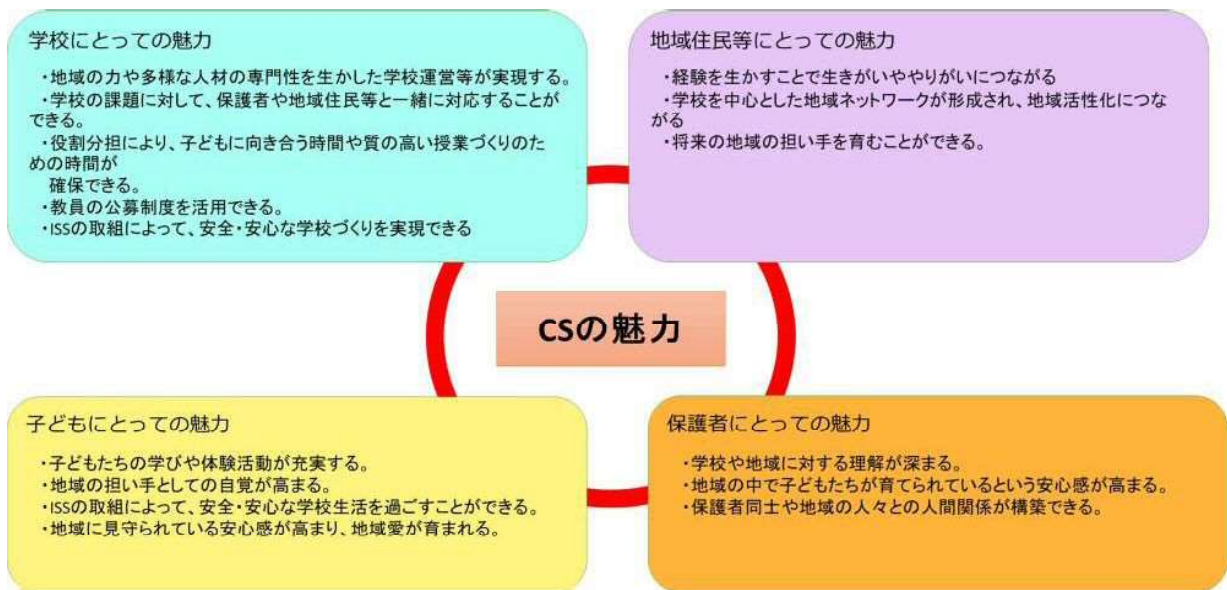 学校にとっての魅力
・地域の力や多様な人材の専門性を生かした学校運営等が実現する。
・学校の課題に対して、保護者や地域住民等と一緒に対応することが
できる。
・役割分担により、子どもに向き合う時間や質の高い授業づくりのた
めの時間が
確保できる。
・教員の公募制度を活用できる。
・ISSの取組によって、安全・安心な学校づくりを実現できる
地域住民等にとっての魅力
・経験を生かすことで生きがいややりがいにつながる
・学校を中心とした地域ネットワークが形成され、地域活性化につな
がる
・将来の地域の担い手を育むことができる。
CSの魅力
子どもにとっての魅力
・子どもたちの学びや体験活動が充実する。
・地域の担い手としての自覚が高まる。
・ISSの取組によって、安全・安心な学校生活を過ごすことができる。
・地域に見守られている安心感が高まり、地域愛が育まれる。
保護者にとっての魅力
・学校や地域に対する理解が深まる。
・地域の中で子どもたちが育てられているという安心感が高まる。
・保護者同士や地域の人々との人間関係が構築できる。